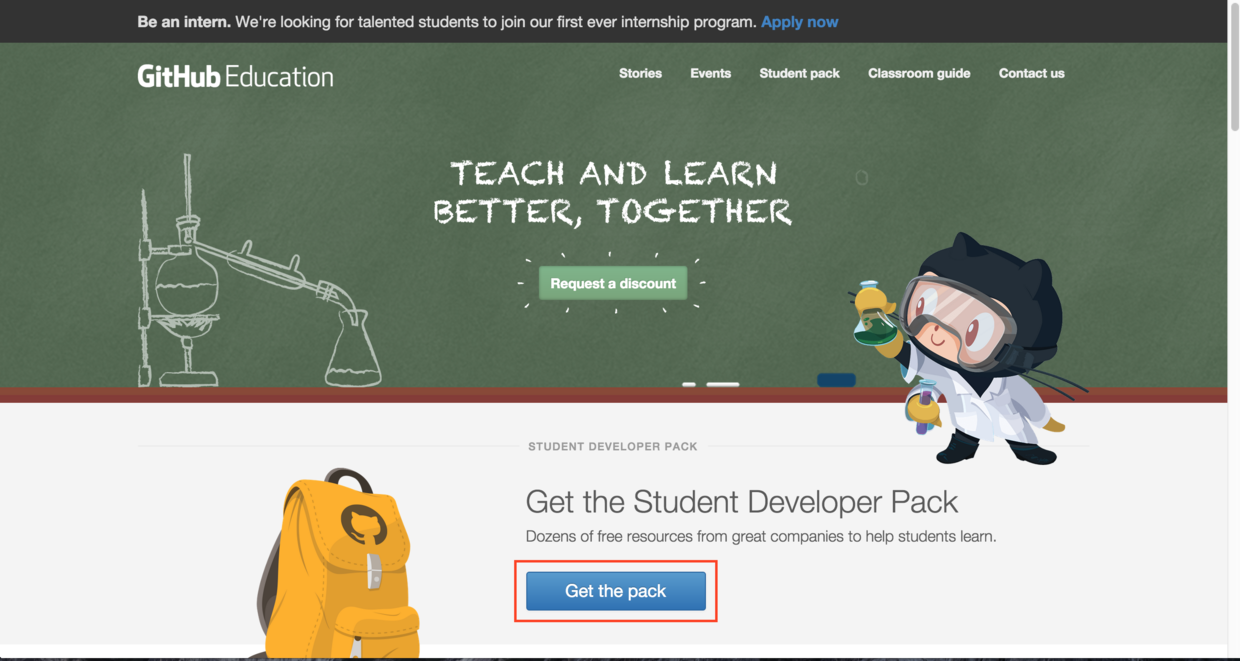 Be an intern. We're looking for talented students to join our first ever internship program. Apply now
GitHub Education
Stories Events Student pack Classroom guide Contact us
TEACH AND LEARN
BETTER, TOGETHER
Request a discount
STUDENT DEVELOPER PACK
Get the Student Developer Pack
Dozens of free resources from great companies to help students learn.
Get the pack